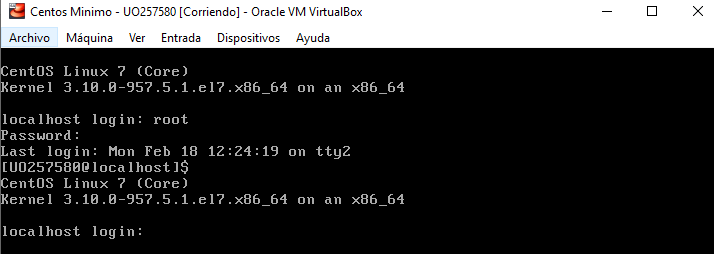 Centos Minimo - UO257580 [Corriendo] - Oracle VM VirtualBox
Archivo Máquina Ver Entrada Dispositivos Ayuda
CentOS Linux 7 (Core)
Kernel 3.10.0-957.5.1.el7.x86_64 on an x86_64
localhost login: root
Password:
Last login: Mon Feb 18 12:24:19 on tty2
[UO257580@localhost]$
CentOS Linux 7 (Core)
Kernel 3.10.0-957.5.1.el7.x86_64 on an x86_64
localhost login: